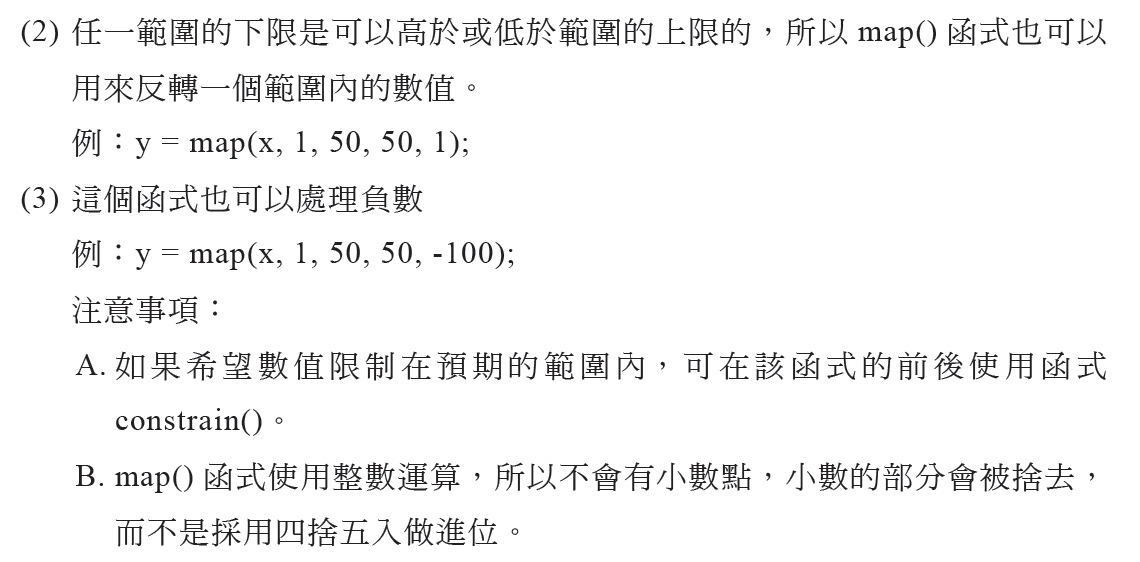 (2) 任一範圍的下限是可以高於或低於範圍的上限的，所以 map() 函式也可以
用來反轉一個範圍內的數值。
例：y = map(x, 1, 50, 50, 1);
(3) 這個函式也可以處理負數
例：y = map(x, 1, 50, 50, -100);
注意事項：
A. 如果希望數值限制在預期的範圍內，可在該函式的前後使用函式
constrain()。
B. map() 函式使用整數運算，所以不會有小數點，小數的部分會被捨去，
而不是採用四捨五入做進位。